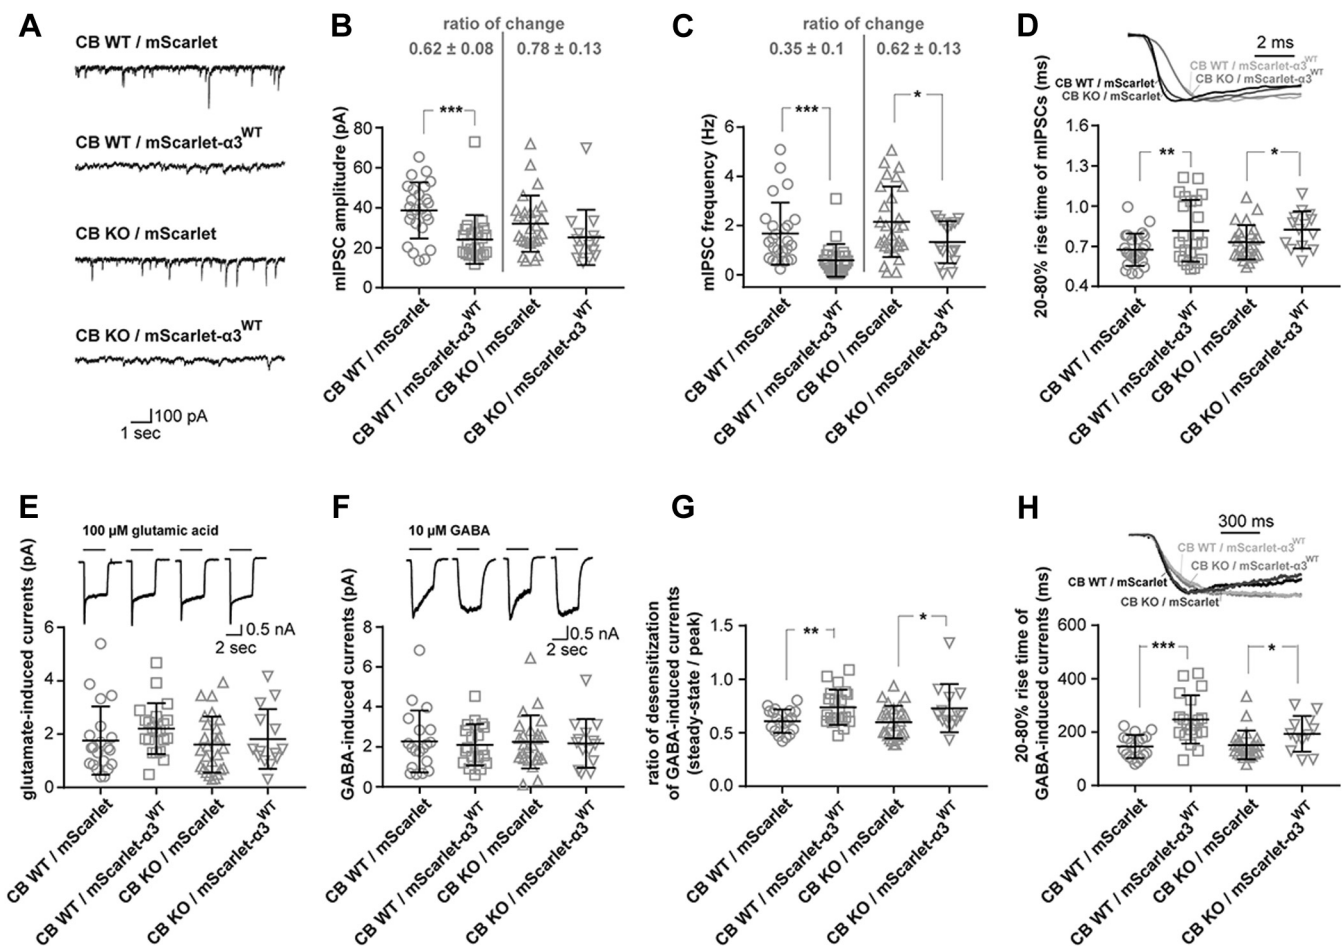 A
CB WT / mScarlet
CB WT / mScarlet-α3WT
CB KO / mScarlet
CB KO / mScarlet-α3WT
100 pA
1 sec
B
ratio of change
0.62 ± 0.08
0.78 ± 0.13
mIPSC amplitudre (pA)
80
60
40
20
0
***
CB WT / mScarlet
CB WT / mScarlet-α3WT
CB KO / mScarlet
CB KO / mScarlet-α3WT
C
ratio of change
0.35 ± 0.1
0.62 ± 0.13
mIPSC frequency (Hz)
6
4
2
0
***
*
CB WT / mScarlet
CB WT / mScarlet-α3WT
CB KO / mScarlet
CB KO / mScarlet-α3WT
D
2 ms
CB WT / mScarlet-α3WT
CB KO / mScarlet-α3WT
CB WT / mScarlet
CB KO / mScarlet
20-80% rise time of mIPSCs (ms)
1.6
1.3
1.0
0.7
0.4
**
*
CB WT / mScarlet
CB WT / mScarlet-α3WT
CB KO / mScarlet
CB KO / mScarlet-α3WT
E
100 µM glutamic acid
0.5 nA
2 sec
glutamate-induced currents (pA)
6
4
2
0
CB WT / mScarlet
CB WT / mScarlet-α3WT
CB KO / mScarlet
CB KO / mScarlet-α3WT
F
10 µM GABA
0.5 nA
2 sec
GABA-induced currents (pA)
8
6
4
2
0
CB WT / mScarlet
CB WT / mScarlet-α3WT
CB KO / mScarlet
CB KO / mScarlet-α3WT
G
ratio of desensitization
of GABA-induced currents
(steady-state / peak)
1.5
1.0
0.5
0.0
**
*
CB WT / mScarlet
CB WT / mScarlet-α3WT
CB KO / mScarlet
CB KO / mScarlet-α3WT
H
300 ms
CB WT / mScarlet-α3WT
CB KO / mScarlet-α3WT
CB WT / mScarlet
CB KO / mScarlet
20-80% rise time of
GABA-induced currents (ms)
600
400
200
0
***
*
CB WT / mScarlet
CB WT / mScarlet-α3WT
CB KO / mScarlet
CB KO / mScarlet-α3WT